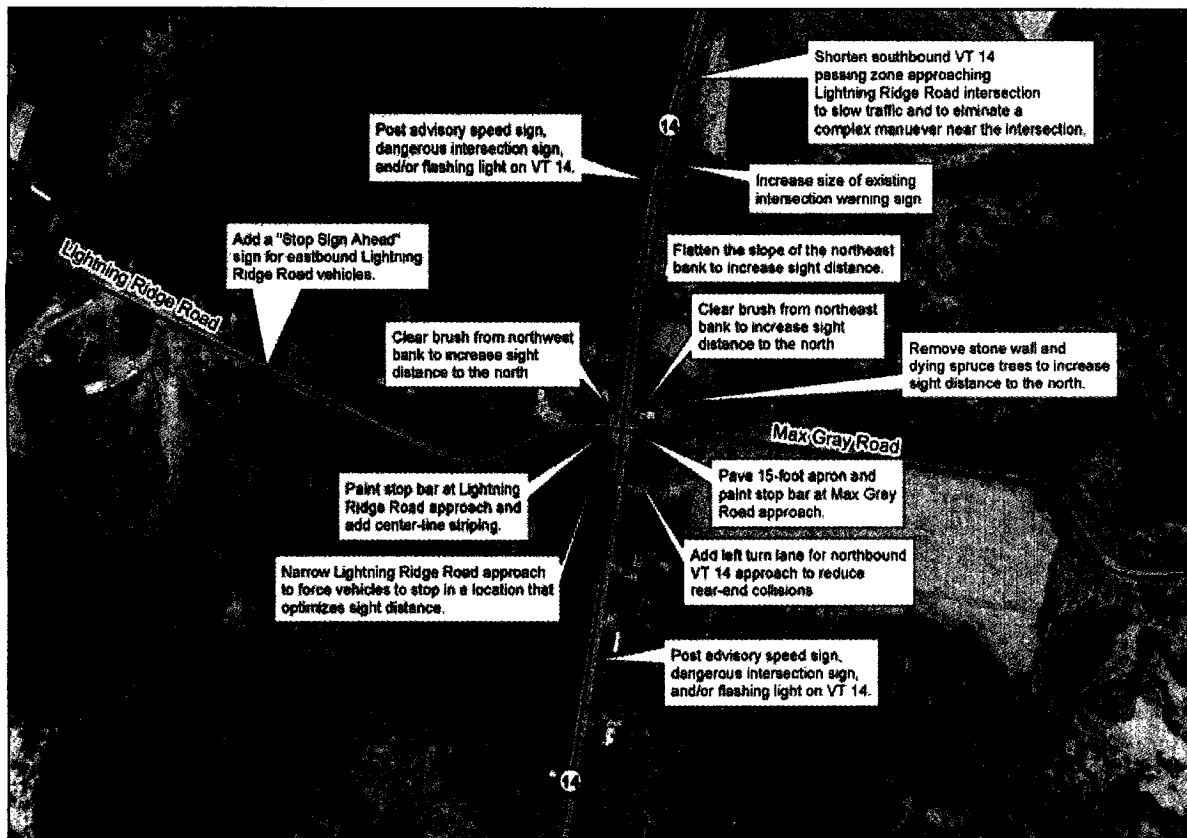 Shorten southbound VT 14
passing zone approaching
Lightning Ridge Road intersection
to slow traffic and to eliminate a
complex manuever near the intersection.
14
Post advisory speed sign,
dangerous intersection sign,
and/or flashing light on VT 14.
Increase size of existing
intersection warning sign
Add a "Stop Sign Ahead"
sign for eastbound Lightning
Ridge Road vehicles.
Lightning Ridge Road
Flatten the slope of the northeast
bank to increase sight distance.
Clear brush from northwest
bank to increase sight
distance to the north
Clear brush from northeast
bank to increase sight
distance to the north
Remove stone wall and
dying spruce trees to increase
sight distance to the north.
Max Gray Road
Paint stop bar at Lightning
Ridge Road approach and
add center-line striping.
Pave 15-foot apron and
paint stop bar at Max Gray
Road approach.
Narrow Lightning Ridge Road approach
to force vehicles to stop in a location that
optimizes sight distance.
Add left turn lane for northbound
VT 14 approach to reduce
rear-end collisions
Post advisory speed sign,
dangerous intersection sign,
and/or flashing light on VT 14.
14